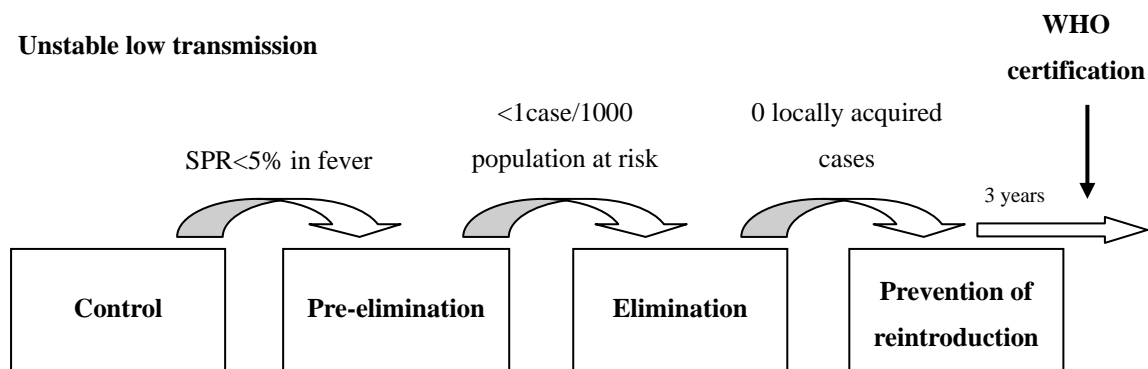 Unstable low transmission
WHO
certification
SPR<5% in fever
<1case/1000
population at risk
0 locally acquired
cases
3 years
Control
Pre-elimination
Elimination
Prevention of
reintroduction